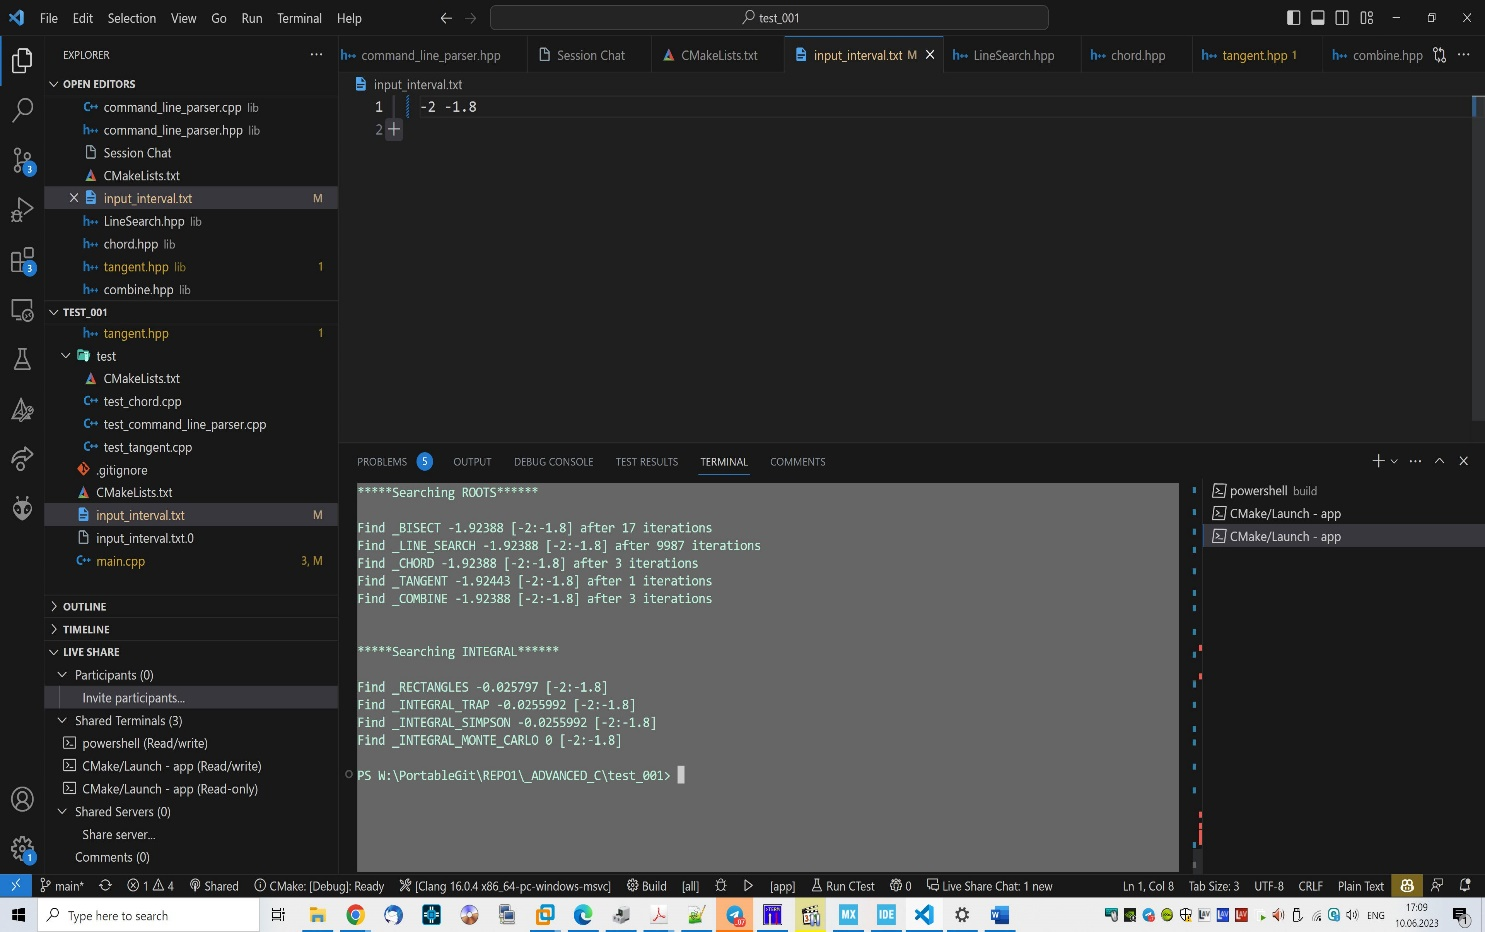 File Edit Selection View Go Run Terminal Help
test_001
EXPLORER
OPEN EDITORS
command_line_parser.cpp lib
command_line_parser.hpp lib
Session Chat
CMakeLists.txt
input_interval.txt M
LineSearch.hpp lib
chord.hpp lib
tangent.hpp lib 1
combine.hpp lib
TEST_001
tangent.hpp 1
test
CMakeLists.txt
test_chord.cpp
test_command_line_parser.cpp
test_tangent.cpp
.gitignore
CMakeLists.txt
input_interval.txt M
input_interval.txt.0
main.cpp 3, M
OUTLINE
TIMELINE
LIVE SHARE
Participants (0)
Invite participants...
Shared Terminals (3)
powershell (Read/write)
CMake/Launch - app (Read/write)
CMake/Launch - app (Read-only)
Shared Servers (0)
Share server...
Comments (0)
3
3
1
command_line_parser.hpp Session Chat CMakeLists.txt input_interval.txt M LineSearch.hpp chord.hpp tangent.hpp 1 combine.hpp
input_interval.txt
1 -2 -1.8
2
PROBLEMS 5 OUTPUT DEBUG CONSOLE TEST RESULTS TERMINAL COMMENTS
*****Searching ROOTS******
Find _BISECT -1.92388 [-2:-1.8] after 17 iterations
Find _LINE_SEARCH -1.92388 [-2:-1.8] after 9987 iterations
Find _CHORD -1.92388 [-2:-1.8] after 3 iterations
Find _TANGENT -1.92443 [-2:-1.8] after 1 iterations
Find _COMBINE -1.92388 [-2:-1.8] after 3 iterations
*****Searching INTEGRAL******
Find _RECTANGLES -0.025797 [-2:-1.8]
Find _INTEGRAL_TRAP -0.0255992 [-2:-1.8]
Find _INTEGRAL_SIMPSON -0.0255992 [-2:-1.8]
Find _INTEGRAL_MONTE_CARLO 0 [-2:-1.8]
PS W:\PortableGit\REPO1\_ADVANCED_C\test_001>
powershell build
CMake/Launch - app
CMake/Launch - app
main* 1 4 Shared CMake: [Debug]: Ready [Clang 16.0.4 x86_64-pc-windows-msvc] Build [all] [app] Run CTest 0 Live Share Chat: 1 new Ln 1, Col 8 Tab Size: 3 UTF-8 CRLF Plain Text
Type here to search
MX IDE
LAV LAV LAV
ENG
17:09
10.06.2023